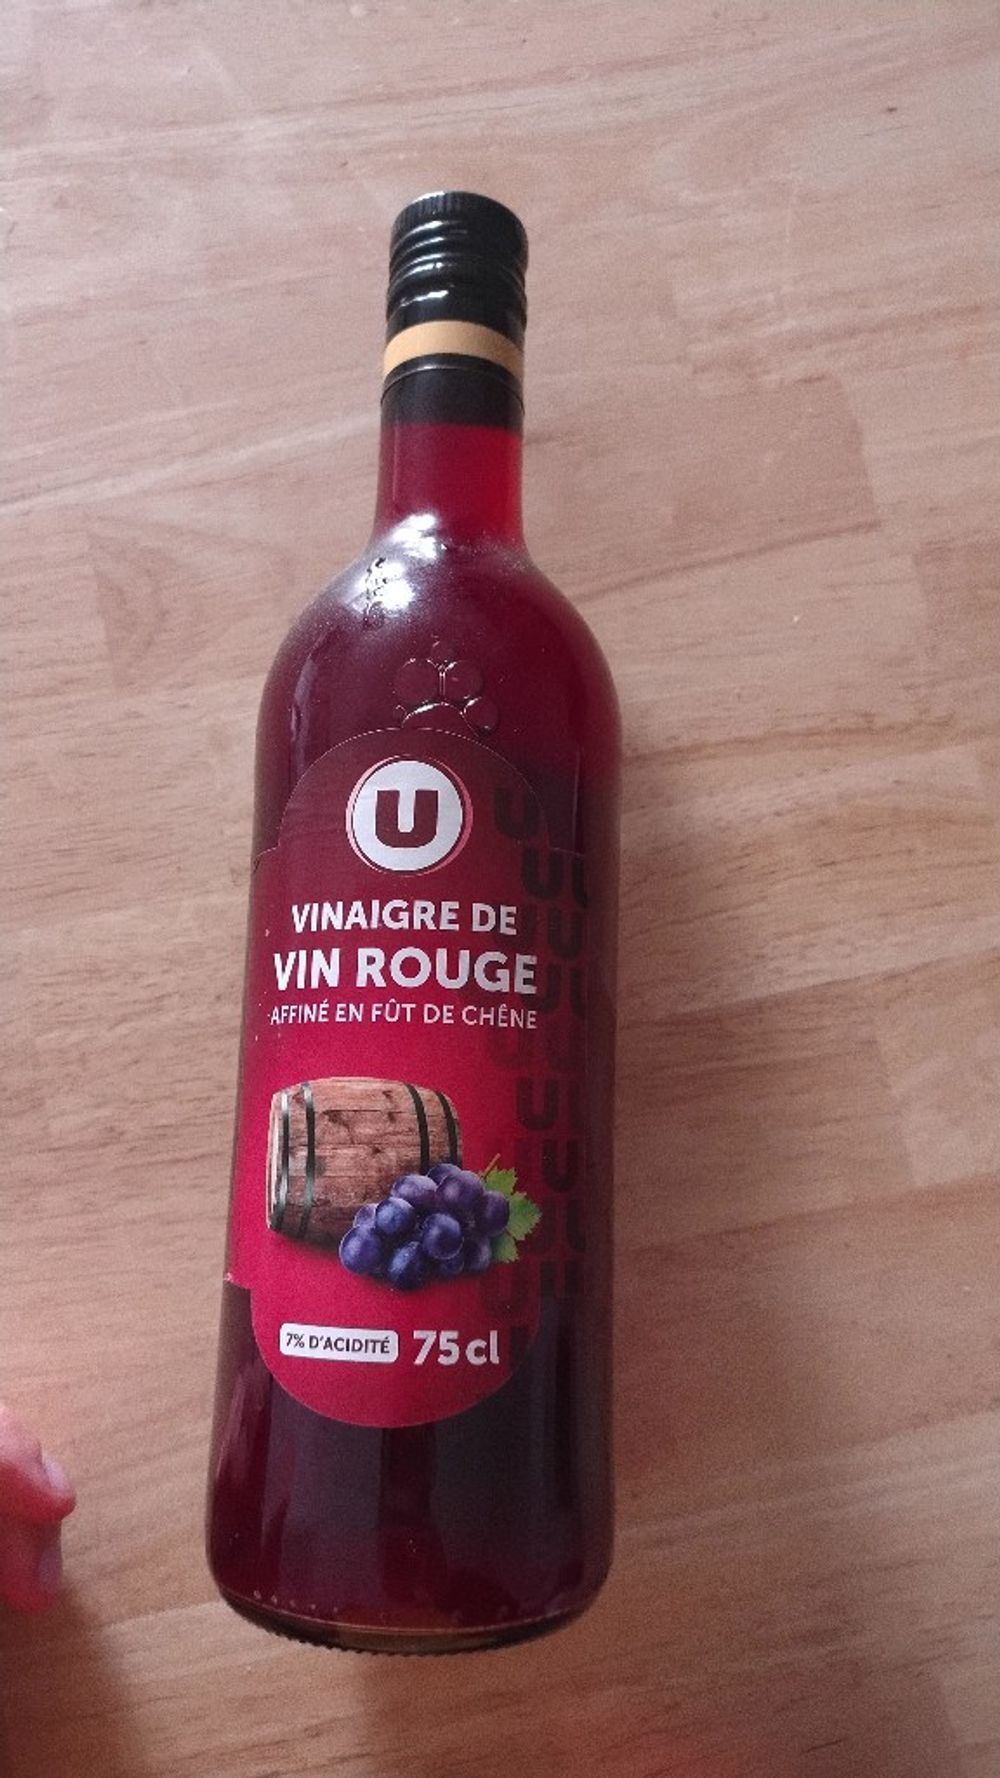 U
VINAIGRE DE
VIN ROUGE
AFFINÉ EN FÛT DE CHÊNE
7% D'ACIDITÉ 75cl